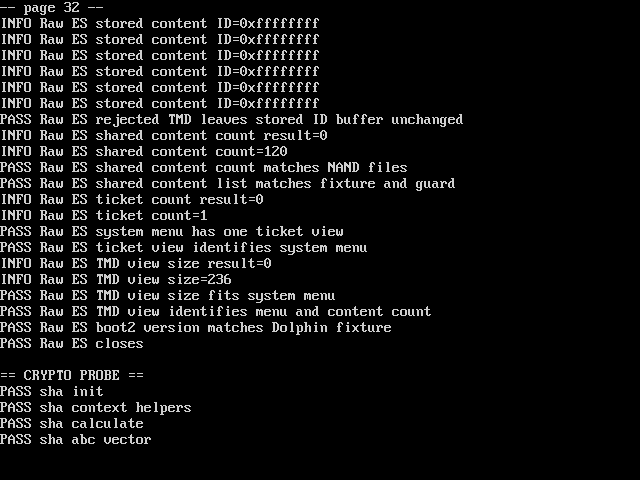 -- page 32 --
INFO Raw ES stored content ID=0xffffffff
INFO Raw ES stored content ID=0xffffffff
INFO Raw ES stored content ID=0xffffffff
INFO Raw ES stored content ID=0xffffffff
INFO Raw ES stored content ID=0xffffffff
INFO Raw ES stored content ID=0xffffffff
PASS Raw ES rejected TMD leaves stored ID buffer unchanged
INFO Raw ES shared content count result=0
INFO Raw ES shared content count=120
PASS Raw ES shared content count matches NAND files
PASS Raw ES shared content list matches fixture and guard
INFO Raw ES ticket count result=0
INFO Raw ES ticket count=1
PASS Raw ES system menu has one ticket view
PASS Raw ES ticket view identifies system menu
INFO Raw ES TMD view size result=0
INFO Raw ES TMD view size=236
PASS Raw ES TMD view size fits system menu
PASS Raw ES TMD view identifies menu and content count
PASS Raw ES boot2 version matches Dolphin fixture
PASS Raw ES closes
== CRYPTO PROBE ==
PASS sha init
PASS sha context helpers
PASS sha calculate
PASS sha abc vector